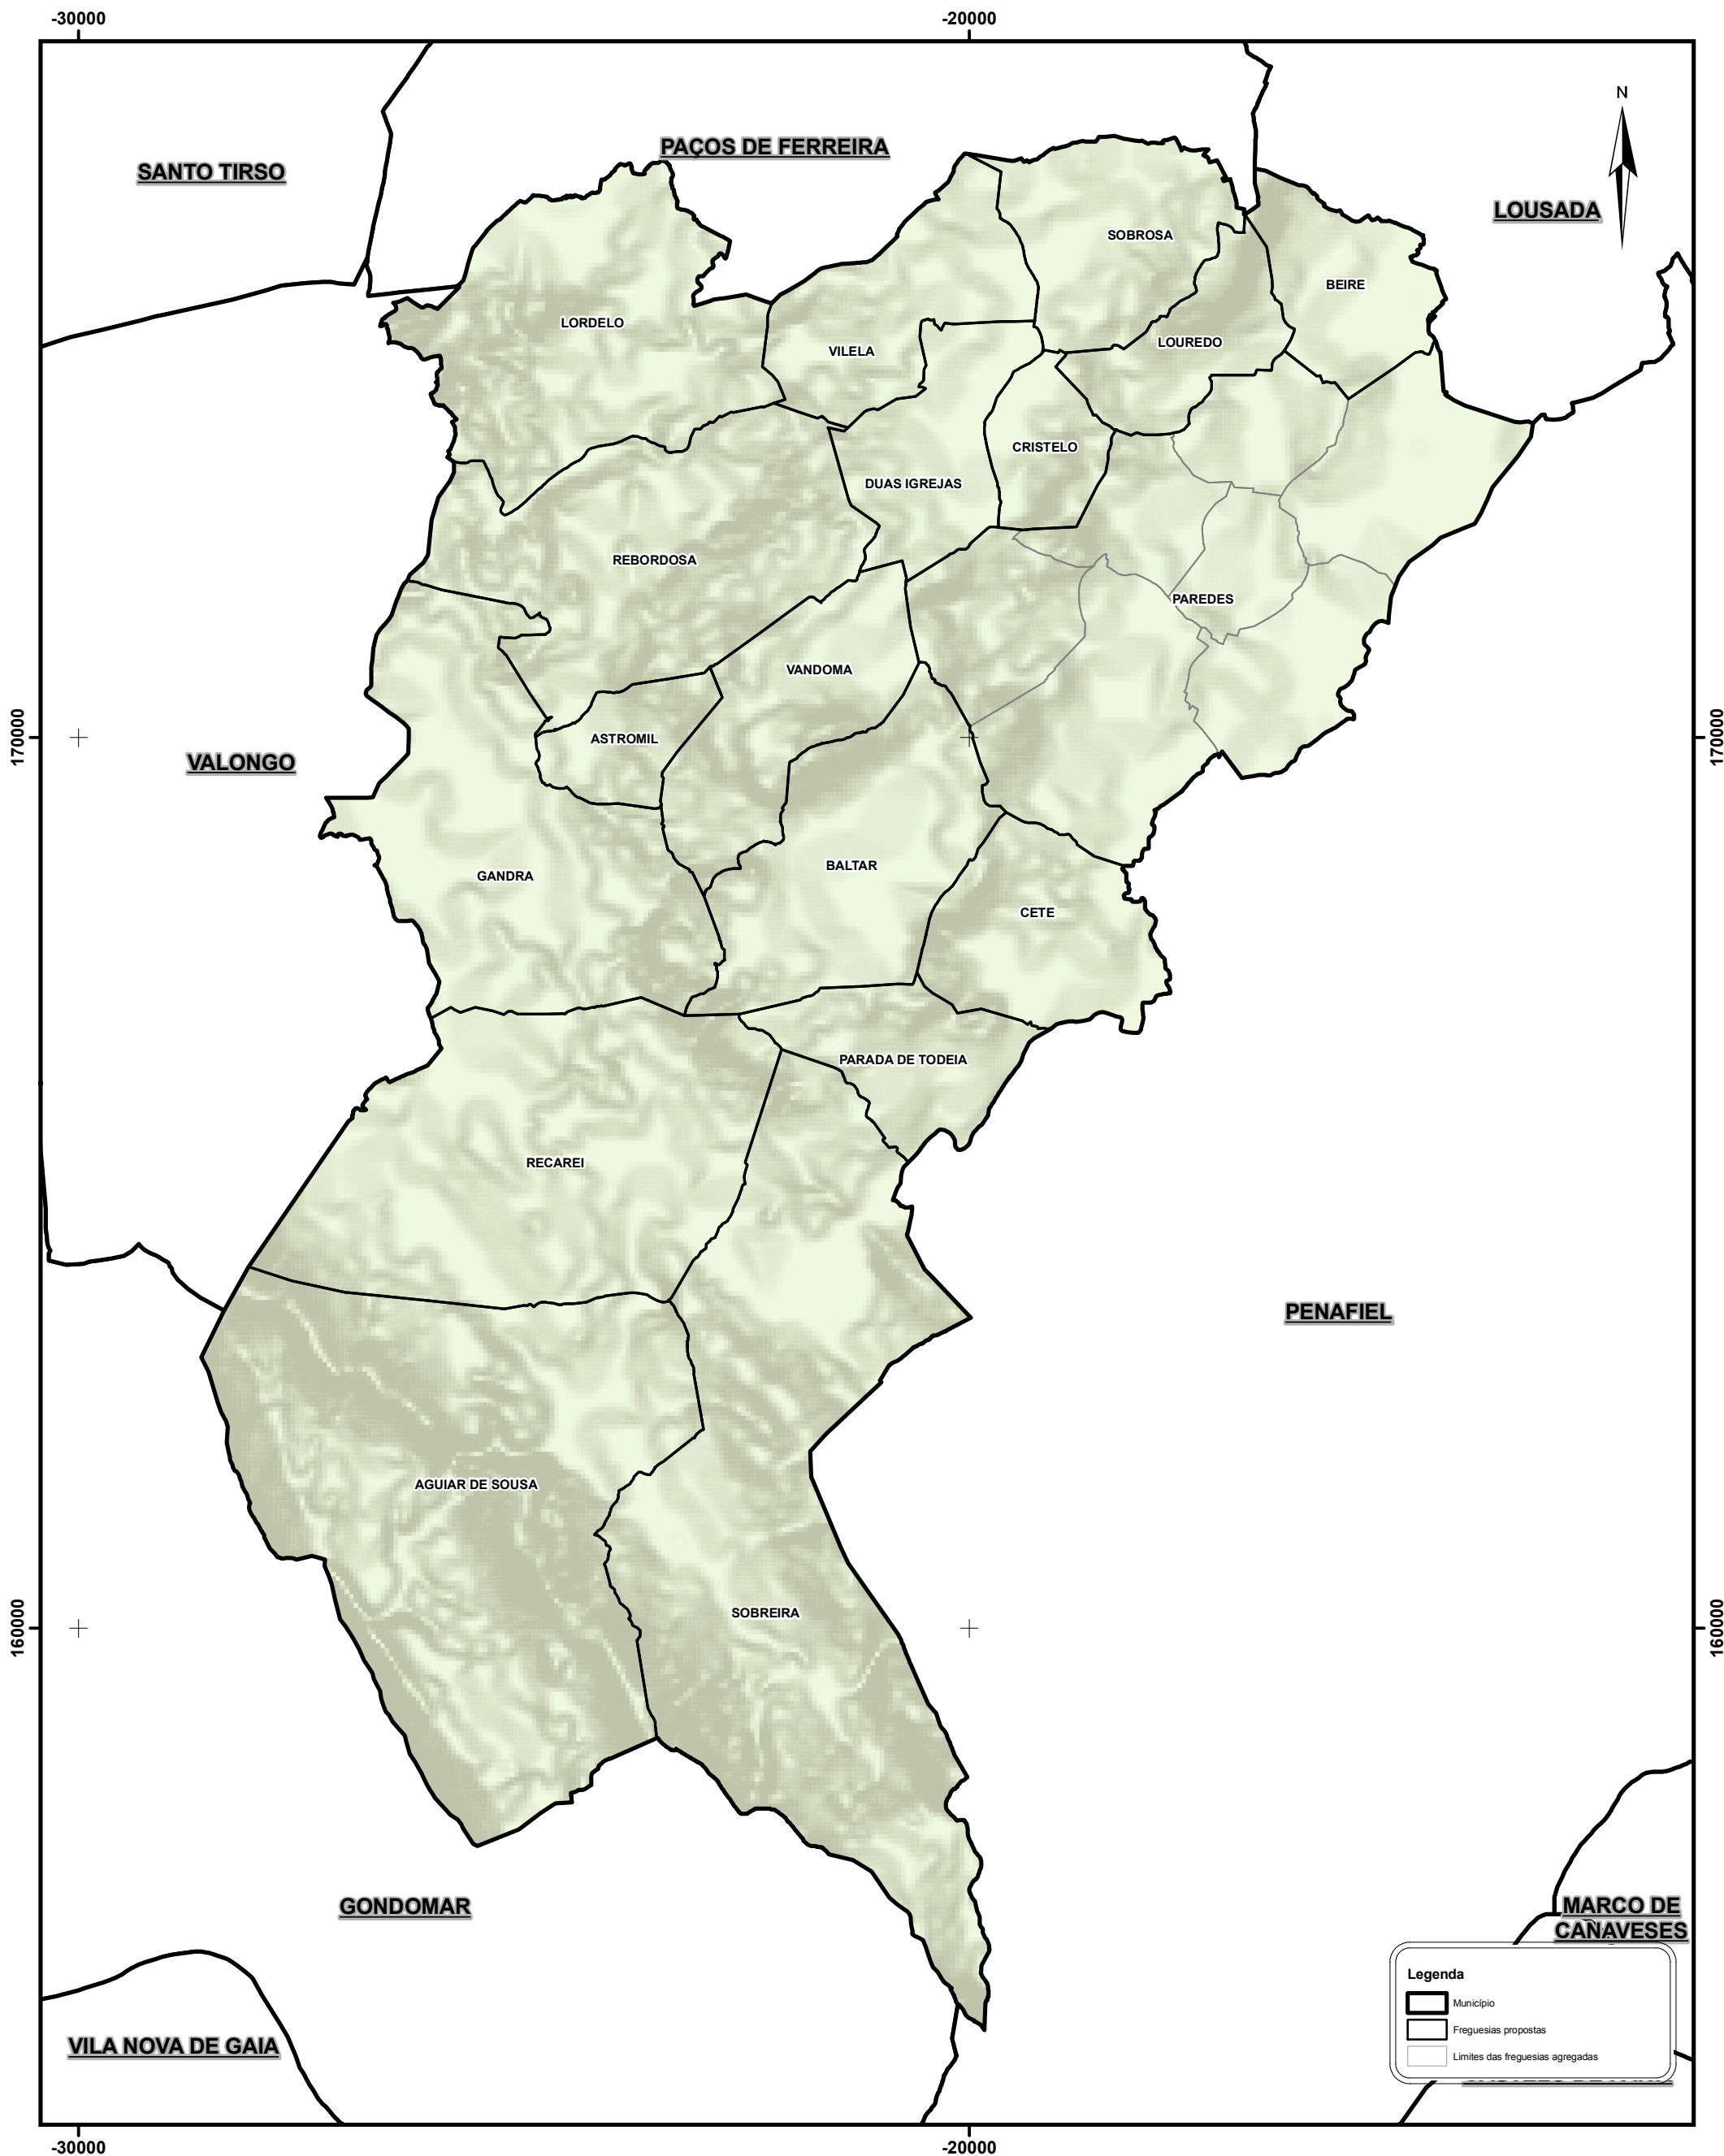 -30000
-20000
N
PAÇOS DE FERREIRA
SANTO TIRSO
LOUSADA
SOBROSA
BEIRE
LORDELO
LOUREDO
VILELA
CRISTELO
DUAS IGREJAS
REBORDOSA
PAREDES
VANDOMA
170000
ASTROMIL
170000
VALONGO
BALTAR
GANDRA
CETE
PARADA DE TODEIA
RECAREI
PENAFIEL
AGUIAR DE SOUSA
SOBREIRA
160000
160000
GONDOMAR
MARCO DE
CANAVESES
Legenda
Município
Freguesias propostas
Limites das freguesias agregadas
VILA NOVA DE GAIA
-30000
-20000